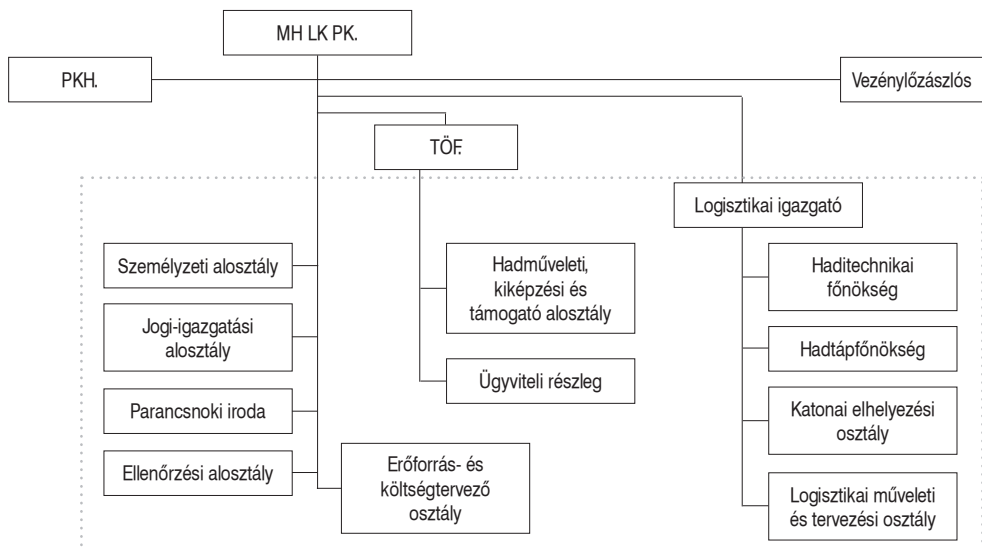 MH LK PK.
PKH.
Vezénylőzászlós
TÖF.
Logisztikai igazgató
Személyzeti alosztály
Jogi-igazgatási
alosztály
Parancsnoki iroda
Ellenőrzési alosztály
Erőforrás- és
költségtervező
osztály
Hadműveleti,
kiképzési és
támogató alosztály
Ügyviteli részleg
Haditechnikai
főnökség
Hadtápfőnökség
Katonai elhelyezési
osztály
Logisztikai műveleti
és tervezési osztály